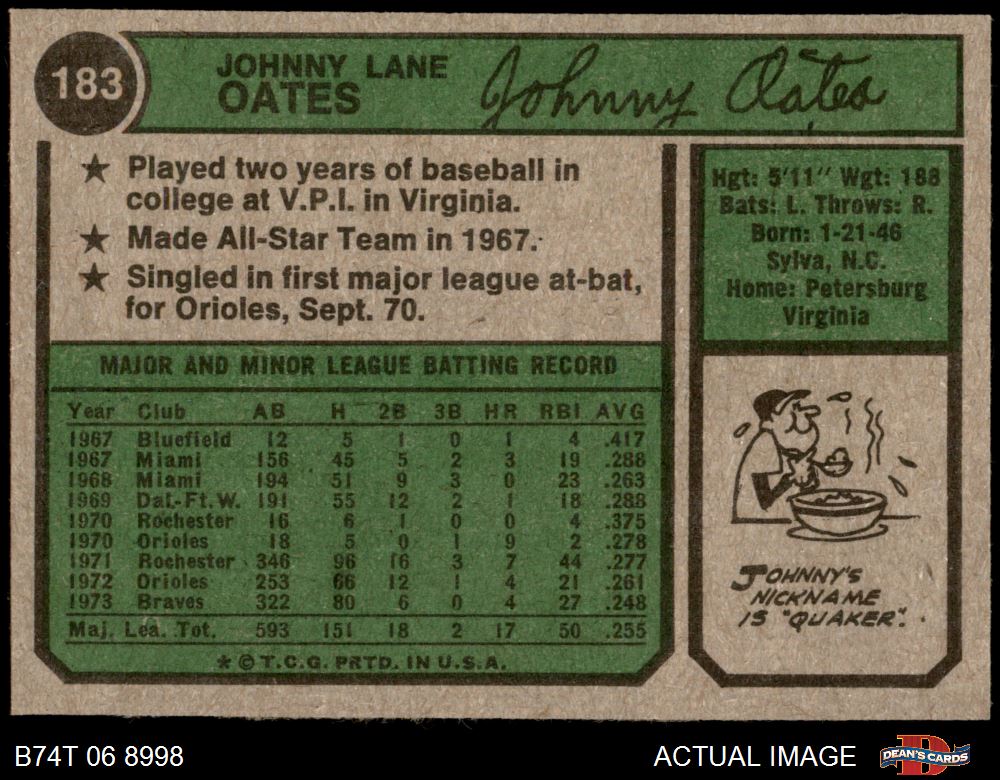 183
JOHNNY LANE
OATES
Johnny Oates
★ Played two years of baseball in
college at V.P.I. in Virginia.
★ Made All-Star Team in 1967.
★ Singled in first major league at-bat,
for Orioles, Sept. 70.
Hgt: 5'11" Wgt: 188
Bats: L. Throws: R.
Born: 1-21-46
Sylva, N.C.
Home: Petersburg
Virginia
MAJOR AND MINOR LEAGUE BATTING RECORD
Year Club AB H 2B 3B HR RBI AVG
1967 Bluefield 12 5 1 0 1 4 .417
1967 Miami 156 45 5 2 3 19 .288
1968 Miami 194 51 9 3 0 23 .263
1969 Dal.-Ft. W. 191 55 12 2 1 18 .288
1970 Rochester 16 6 1 0 0 4 .375
1970 Orioles 18 5 0 1 9 2 .278
1971 Rochester 346 96 16 3 7 44 .277
1972 Orioles 253 66 12 1 4 21 .261
1973 Braves 322 80 6 0 4 27 .248
Maj. Lea. Tot. 593 151 18 2 17 50 .255
★ © T.C.G. PRTD. IN U.S.A.
JOHNNY'S
NICKNAME
IS "QUAKER".
B74T 06 8998
ACTUAL IMAGE
DEAN'S CARDS